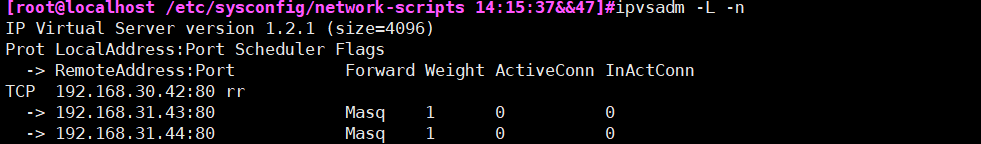 [root@localhost /etc/sysconfig/network-scripts 14:15:37&&47]#ipvsadm -L -n
IP Virtual Server version 1.2.1 (size=4096)
Prot LocalAddress:Port Scheduler Flags
  -> RemoteAddress:Port           Forward Weight ActiveConn InActConn
TCP  192.168.30.42:80 rr
  -> 192.168.31.43:80             Masq    1      0          0
  -> 192.168.31.44:80             Masq    1      0          0